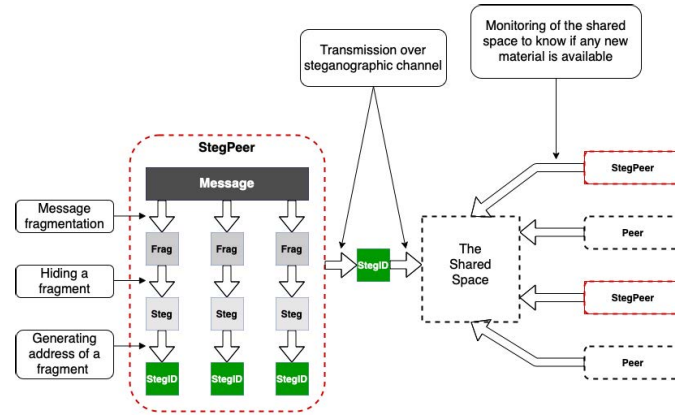 Transmission over
steganographic channel
Monitoring of the shared
space to know if any new
material is available
StegPeer
Message
Message
fragmentation
Frag
Frag
Frag
Hiding a
fragment
Steg
Steg
Steg
Generating
address of a
fragment
StegID
StegID
StegID
StegID
The
Shared
Space
StegPeer
Peer
StegPeer
Peer